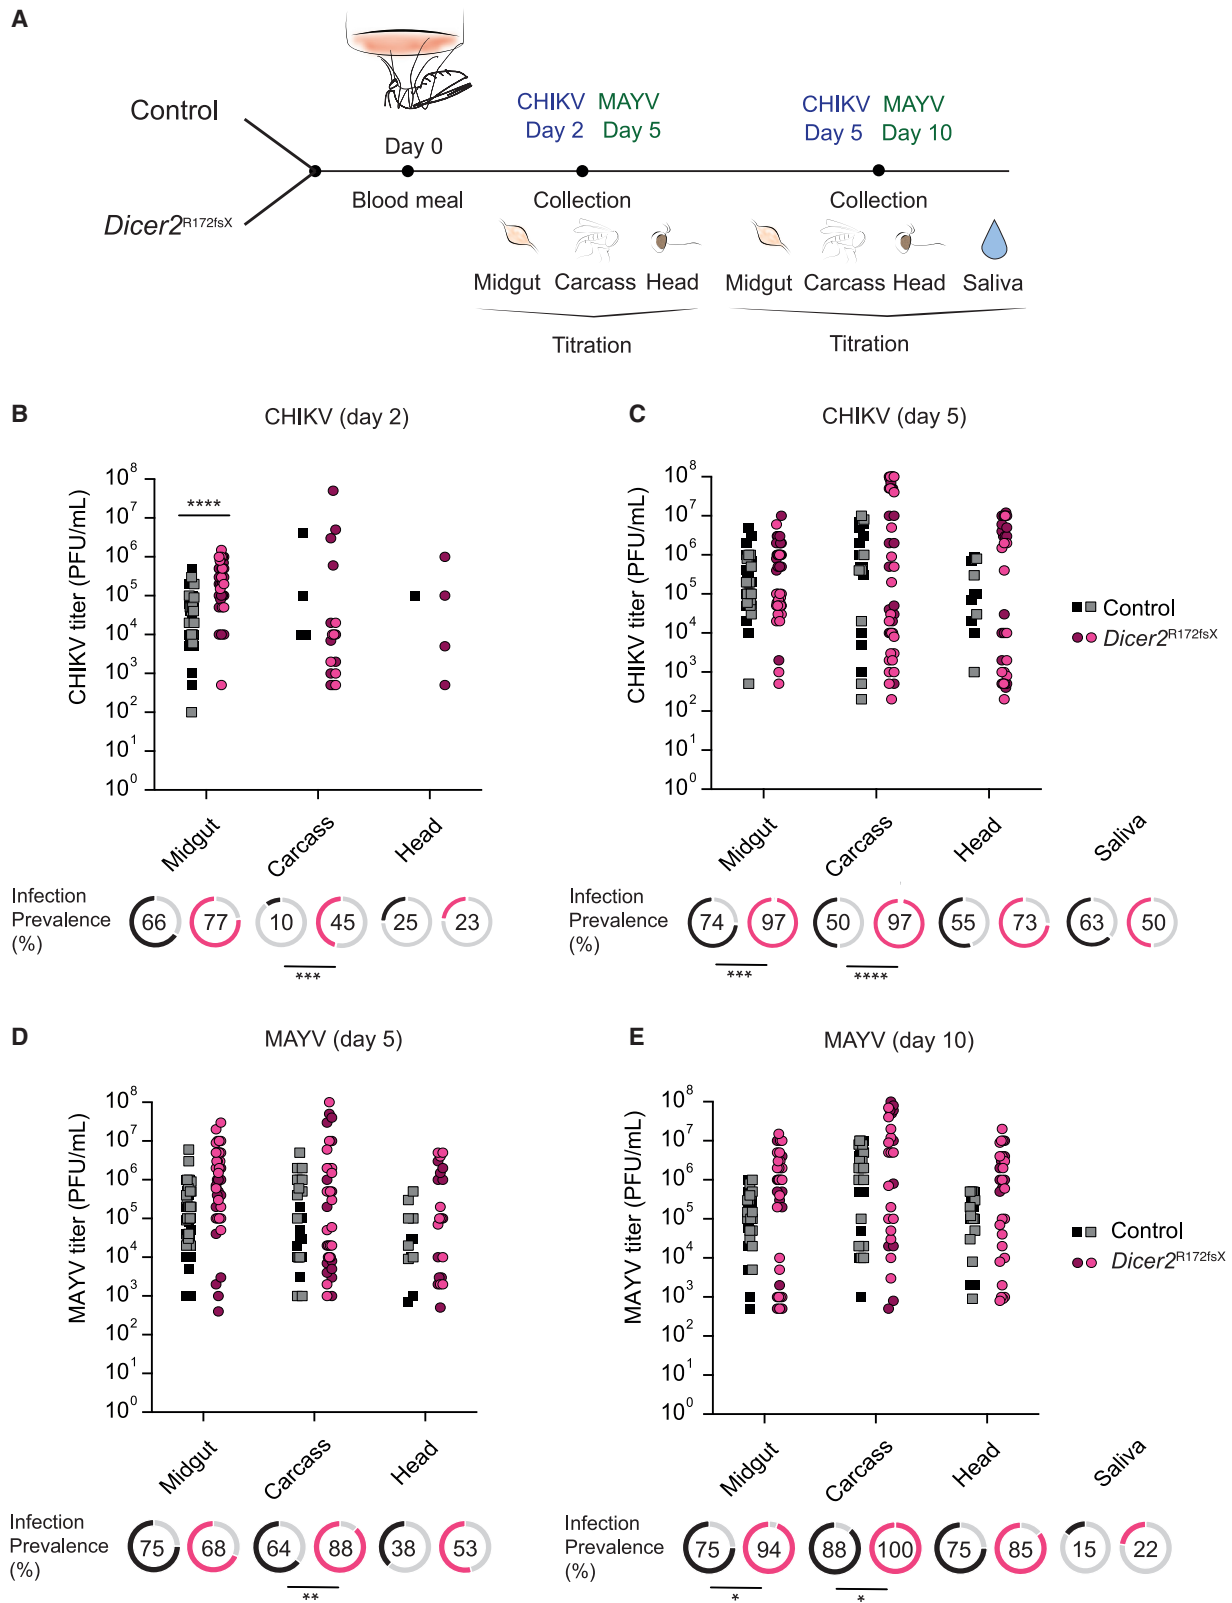 A
Control
Dicer2R172fsX
Day 0
Blood meal
CHIKV MAYV
Day 2 Day 5
Collection
Midgut Carcass Head
Titration
CHIKV MAYV
Day 5 Day 10
Collection
Midgut Carcass Head Saliva
Titration
B
CHIKV (day 2)
CHIKV titer (PFU/mL)
10^8
10^7
10^6
10^5
10^4
10^3
10^2
10^1
10^0
****
Midgut Carcass Head
Infection
Prevalence
(%)
66 77 10 45 25 23
***
C
CHIKV (day 5)
CHIKV titer (PFU/mL)
10^8
10^7
10^6
10^5
10^4
10^3
10^2
10^1
10^0
Control
Dicer2R172fsX
Midgut Carcass Head Saliva
Infection
Prevalence
(%)
74 97 50 97 55 73 63 50
*** ****
D
MAYV (day 5)
MAYV titer (PFU/mL)
10^8
10^7
10^6
10^5
10^4
10^3
10^2
10^1
10^0
Midgut Carcass Head
Infection
Prevalence
(%)
75 68 64 88 38 53
**
E
MAYV (day 10)
MAYV titer (PFU/mL)
10^8
10^7
10^6
10^5
10^4
10^3
10^2
10^1
10^0
Control
Dicer2R172fsX
Midgut Carcass Head Saliva
Infection
Prevalence
(%)
75 94 88 100 75 85 15 22
* *